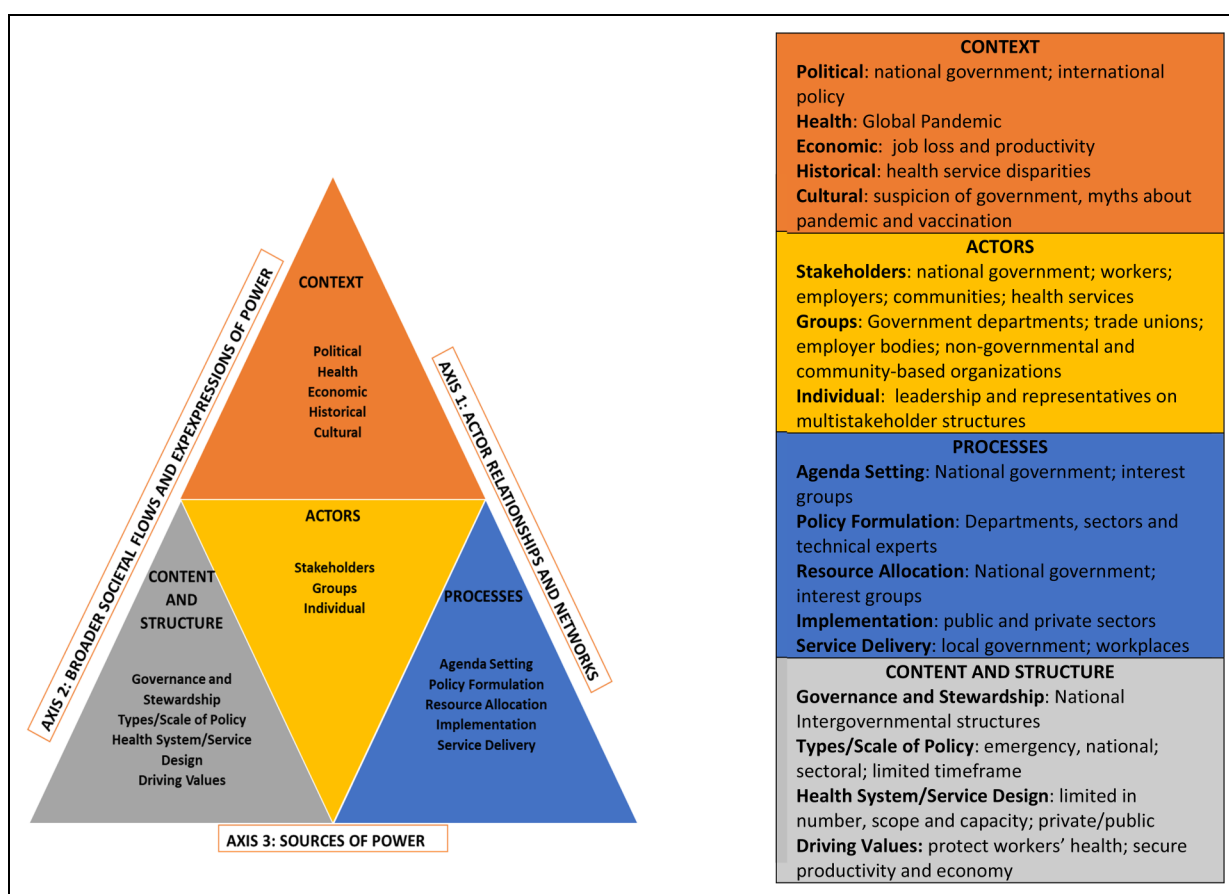 CONTEXT
Political
Health
Economic
Historical
Cultural
ACTORS
Stakeholders
Groups
Individual
CONTENT
AND
STRUCTURE
Governance and
Stewardship
Types/Scale of Policy
Health System/Service
Design
Driving Values
PROCESSES
Agenda Setting
Policy Formulation
Resource Allocation
Implementation
Service Delivery
AXIS 2: BROADER SOCIETAL FLOWS AND EXPEXPRESSIONS OF POWER
AXIS 1: ACTOR RELATIONSHIPS AND NETWORKS
AXIS 3: SOURCES OF POWER
CONTEXT
Political: national government; international
policy
Health: Global Pandemic
Economic: job loss and productivity
Historical: health service disparities
Cultural: suspicion of government, myths about
pandemic and vaccination
ACTORS
Stakeholders: national government; workers;
employers; communities; health services
Groups: Government departments; trade unions;
employer bodies; non-governmental and
community-based organizations
Individual: leadership and representatives on
multistakeholder structures
PROCESSES
Agenda Setting: National government; interest
groups
Policy Formulation: Departments, sectors and
technical experts
Resource Allocation: National government;
interest groups
Implementation: public and private sectors
Service Delivery: local government; workplaces
CONTENT AND STRUCTURE
Governance and Stewardship: National
Intergovernmental structures
Types/Scale of Policy: emergency, national;
sectoral; limited timeframe
Health System/Service Design: limited in
number, scope and capacity; private/public
Driving Values: protect workers' health; secure
productivity and economy